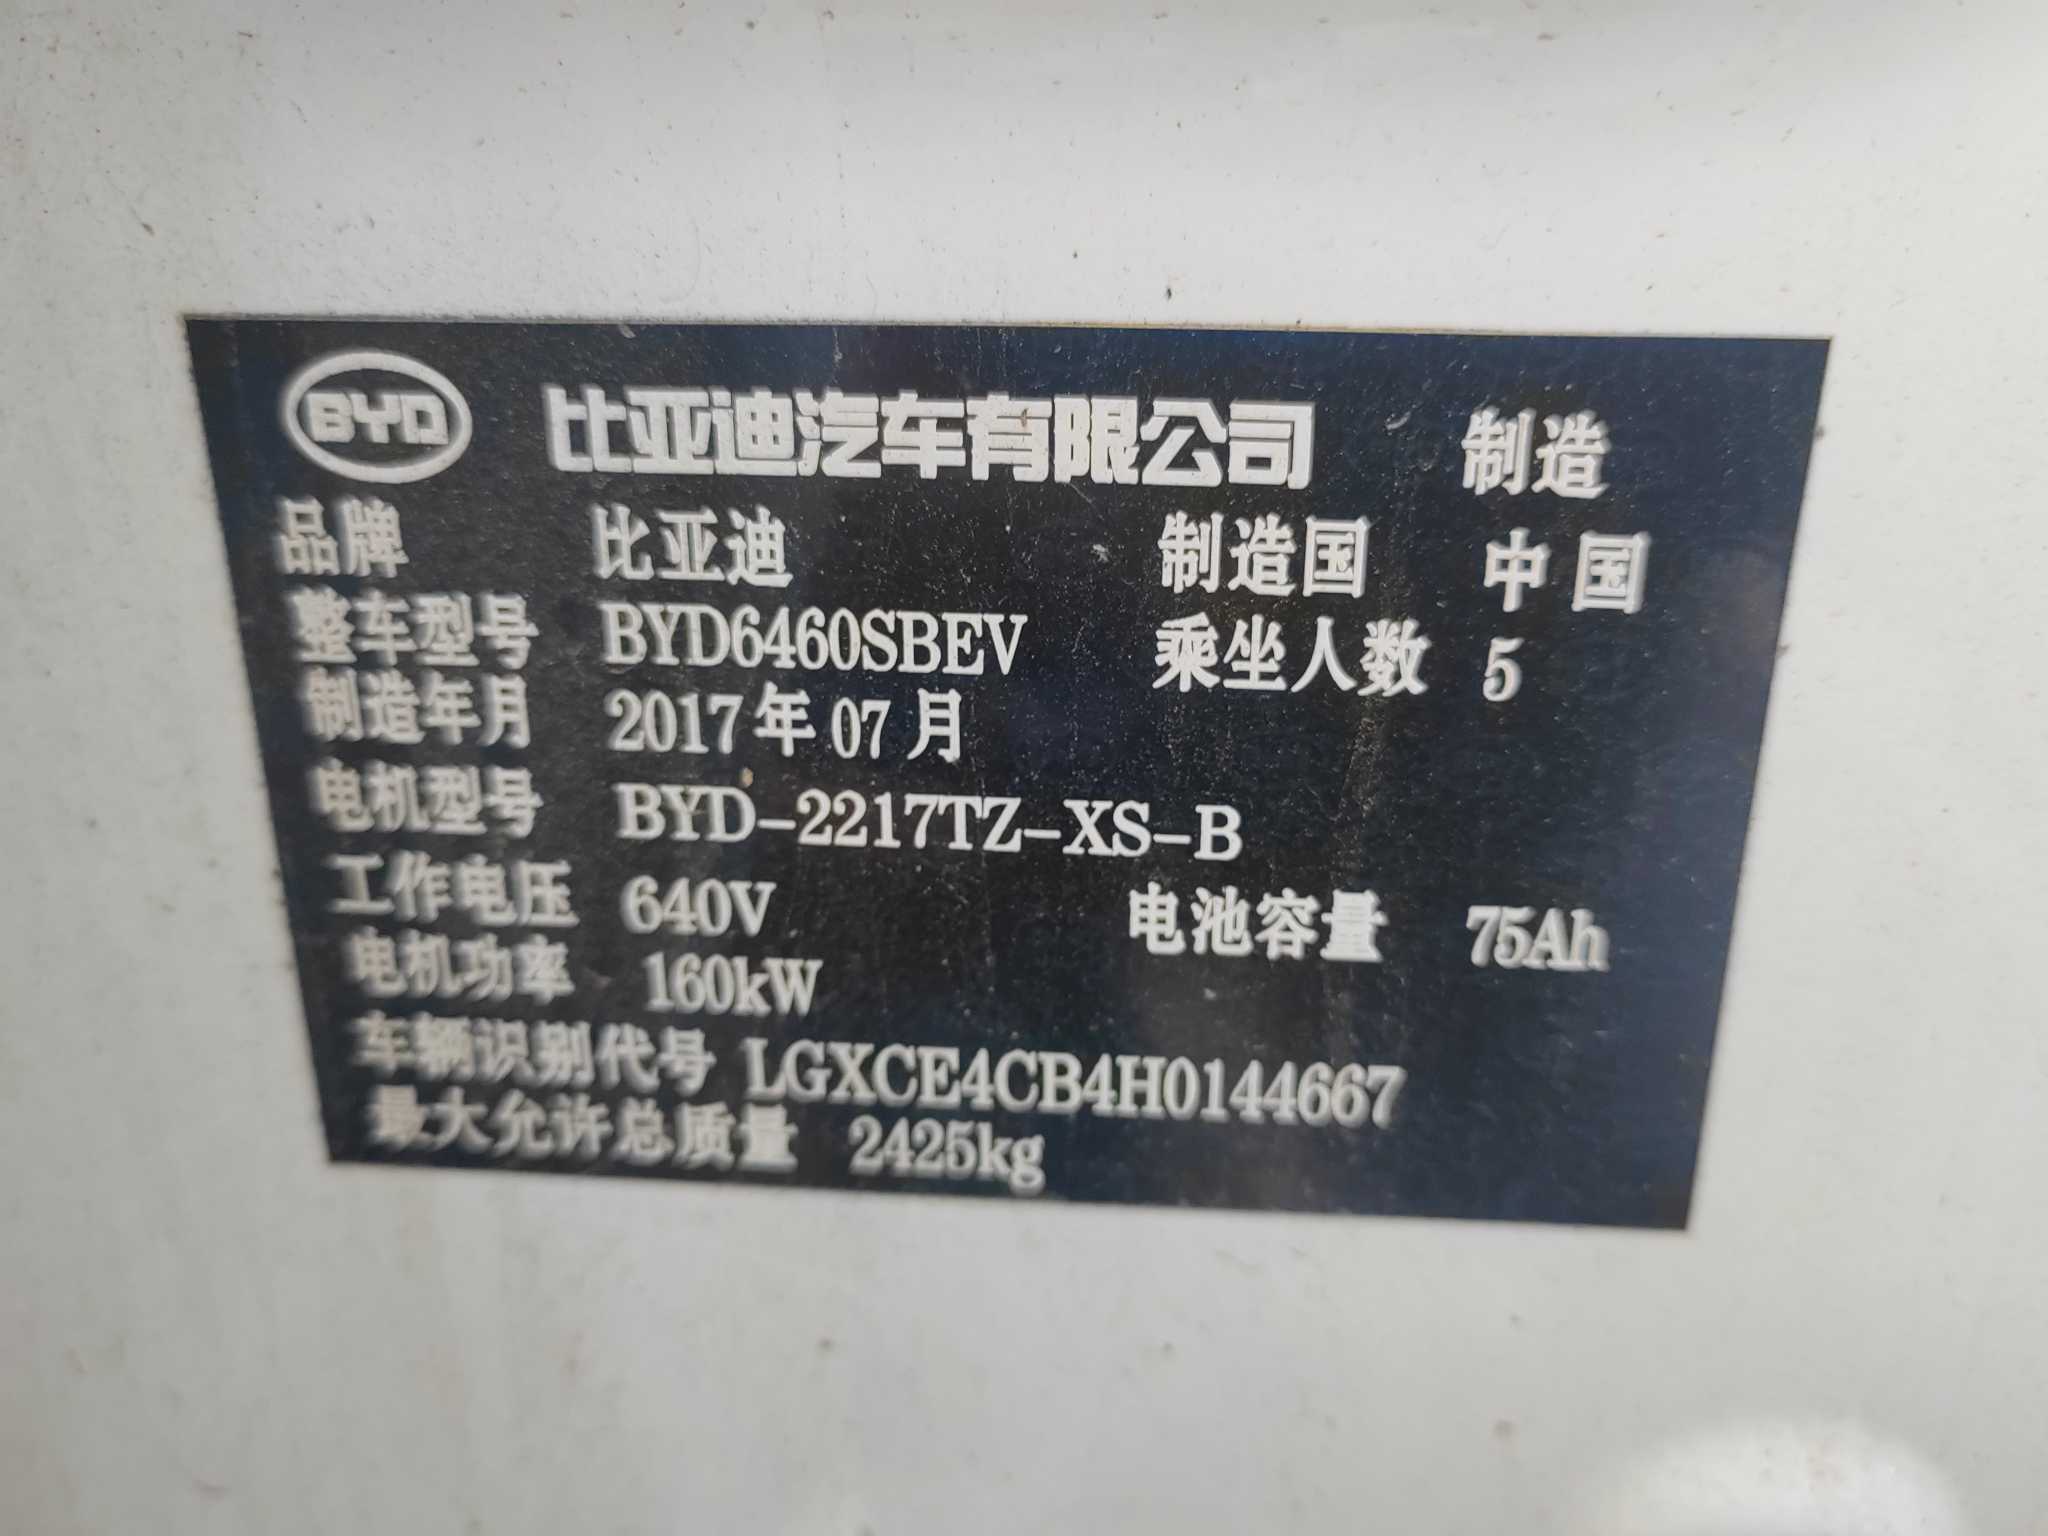 BYD 比亚迪汽车有限公司 制造
品牌 比亚迪 制造国 中国
整车型号 BYD6460SBEV 乘坐人数 5
制造年月 2017年07月
电机型号 BYD-2217TZ-XS-B
工作电压 640V 电池容量 75Ah
电机功率 160kW
车辆识别代号 LGXCE4CB4H0144667
最大允许总质量 2425kg